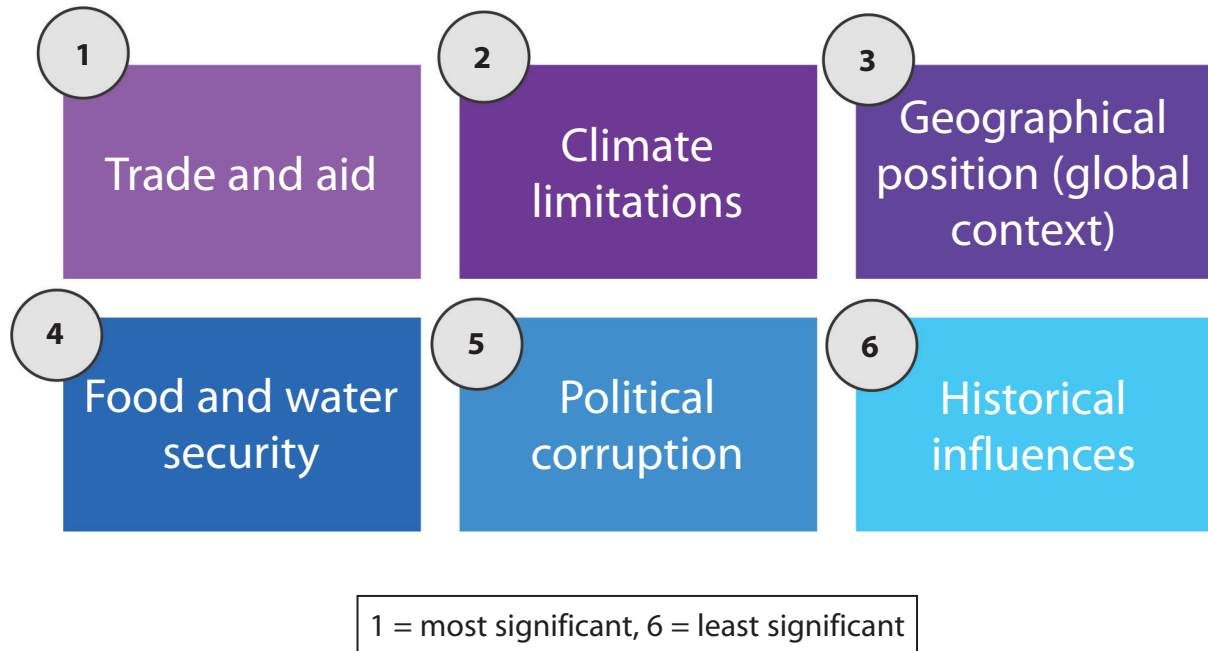 1
Trade and aid
2
Climate
limitations
3
Geographical
position (global
context)
4
Food and water
security
5
Political
corruption
6
Historical
influences
1 = most significant, 6 = least significant